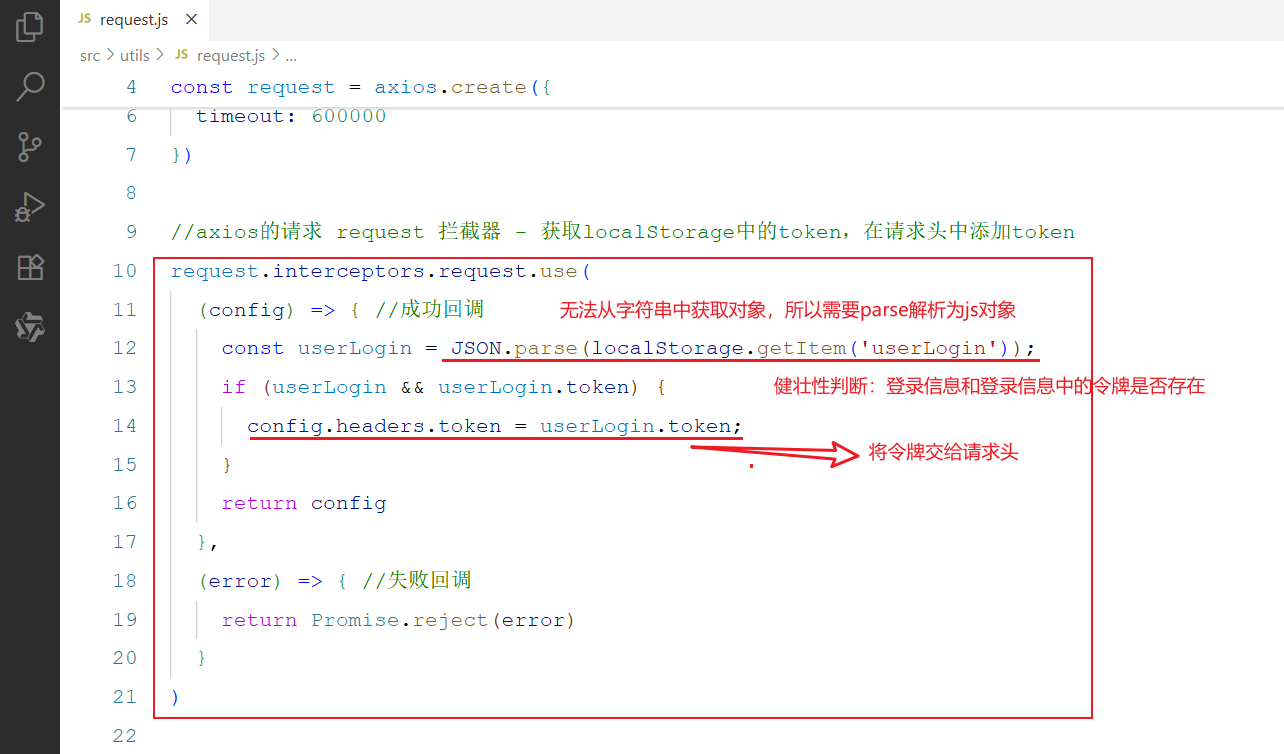 JS request.js ×
src > utils > JS request.js > ...
4 const request = axios.create({
6 timeout: 600000
7 })
8
9 //axios的请求 request 拦截器 - 获取localStorage中的token，在请求头中添加token
10 request.interceptors.request.use(
11 (config) => { //成功回调 无法从字符串中获取对象，所以需要parse解析为js对象
12 const userLogin = JSON.parse(localStorage.getItem('userLogin'));
13 if (userLogin && userLogin.token) { 健壮性判断：登录信息和登录信息中的令牌是否存在
14 config.headers.token = userLogin.token;
将令牌交给请求头
15 }
16 return config
17 },
18 (error) => { //失败回调
19 return Promise.reject(error)
20 }
21 )
22